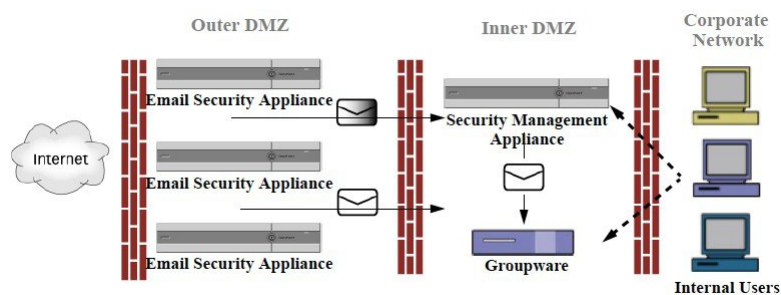 Outer DMZ
Inner DMZ
Corporate
Network
Internet
Email Security Appliance
Email Security Appliance
Email Security Appliance
Security Management
Appliance
Groupware
Internal Users